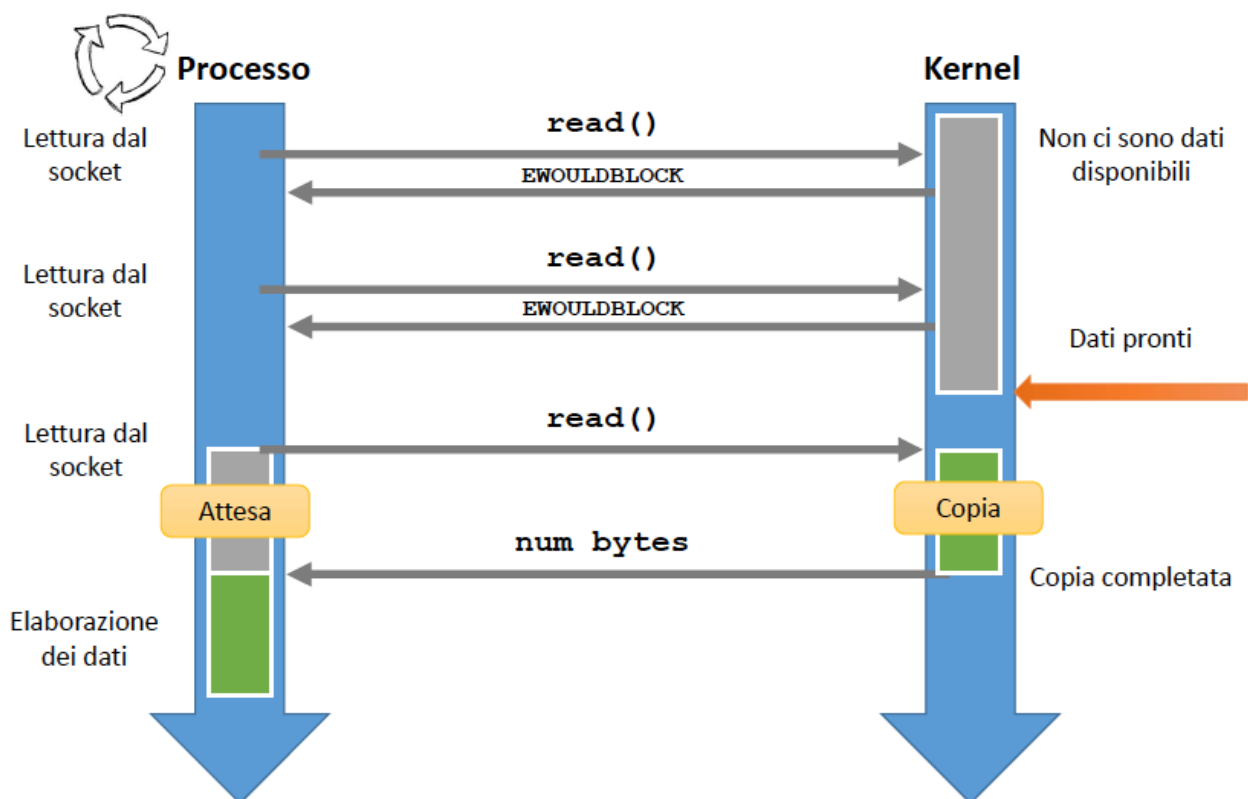 Processo
Kernel
Lettura dal
socket
read()
EWOULDBLOCK
Non ci sono dati
disponibili
Lettura dal
socket
read()
EWOULDBLOCK
Dati pronti
Lettura dal
socket
read()
Attesa
Copia
num bytes
Copia completata
Elaborazione
dei dati